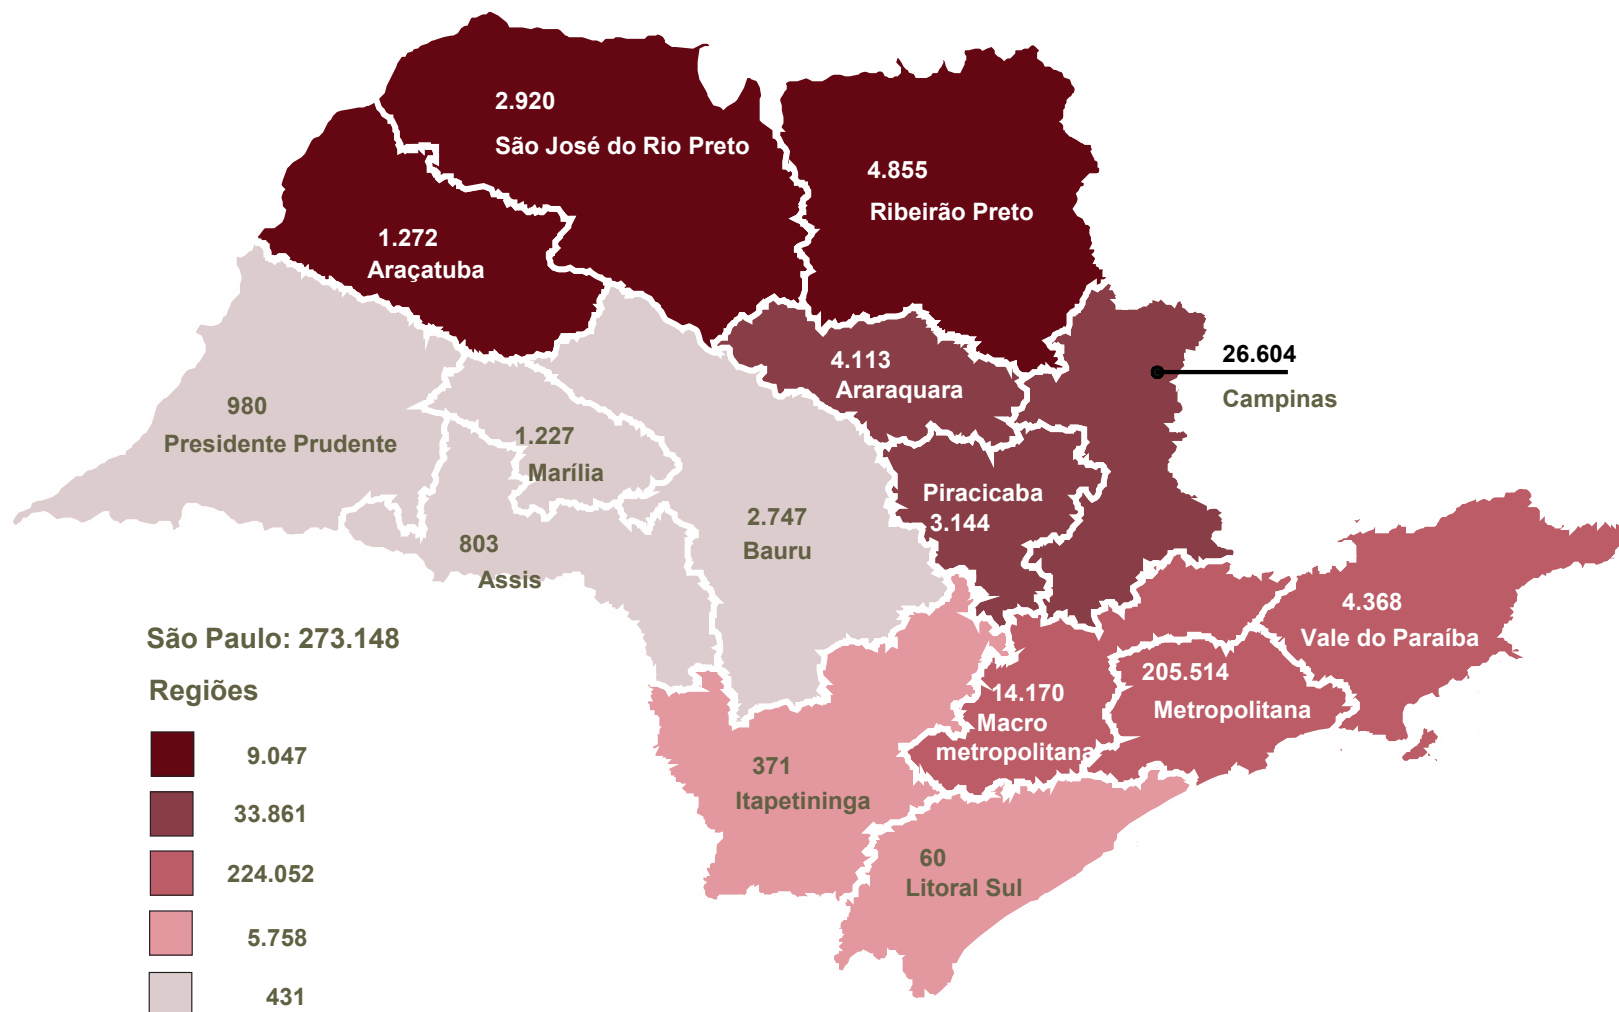 2.920
São José do Rio Preto
4.855
Ribeirão Preto
1.272
Araçatuba
26.604
Campinas
4.113
Araraquara
980
Presidente Prudente
1.227
Marília
Piracicaba
3.144
2.747
Bauru
803
Assis
4.368
Vale do Paraíba
205.514
Metropolitana
14.170
Macro
metropolitana
371
Itapetininga
60
Litoral Sul
São Paulo: 273.148
Regiões
9.047
33.861
224.052
5.758
431